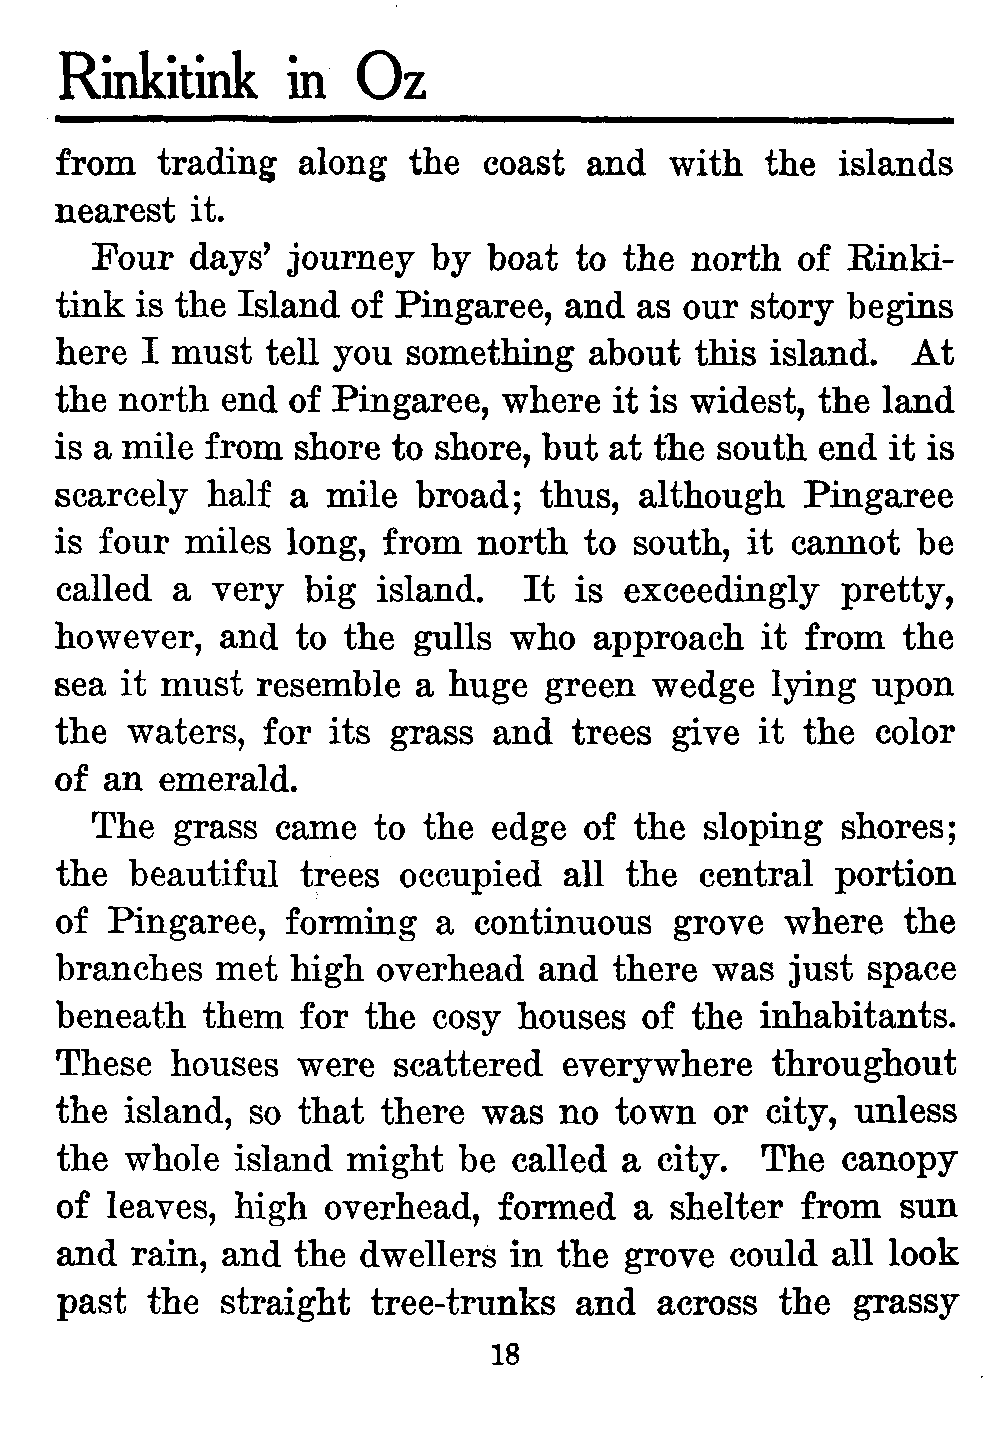 Rinkitink in Oz
from trading along the coast and with the islands
nearest it.
Four days' journey by boat to the north of Rinki-
tink is the Island of Pingaree, and as our story begins
here I must tell you something about this island. At
the north end of Pingaree, where it is widest, the land
is a mile from shore to shore, but at the south end it is
scarcely half a mile broad; thus, although Pingaree
is four miles long, from north to south, it cannot be
called a very big island. It is exceedingly pretty,
however, and to the gulls who approach it from the
sea it must resemble a huge green wedge lying upon
the waters, for its grass and trees give it the color
of an emerald.
The grass came to the edge of the sloping shores;
the beautiful trees occupied all the central portion
of Pingaree, forming a continuous grove where the
branches met high overhead and there was just space
beneath them for the cosy houses of the inhabitants.
These houses were scattered everywhere throughout
the island, so that there was no town or city, unless
the whole island might be called a city. The canopy
of leaves, high overhead, formed a shelter from sun
and rain, and the dwellers in the grove could all look
past the straight tree-trunks and across the grassy
18